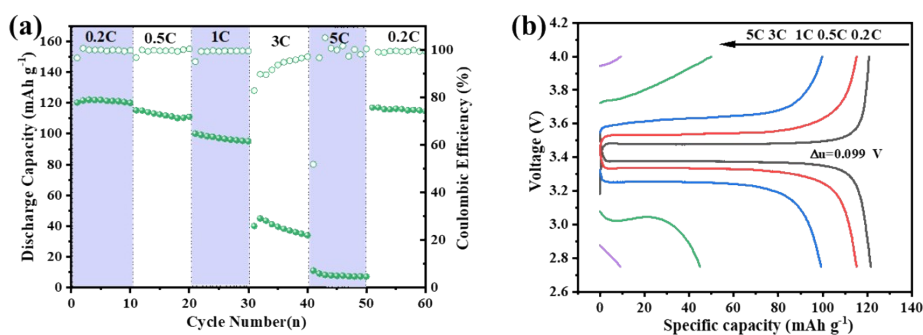 (a)
0.2C 0.5C 1C 3C 5C 0.2C
160
140
120
100
80
60
40
20
0
Discharge Capacity (mAh g-1)
100
80
60
40
20
0
Coulombic Efficiency (%)
0 10 20 30 40 50 60
Cycle Number(n)
(b)
5C 3C 1C 0.5C 0.2C
4.0
3.8
3.6
3.4
3.2
3.0
2.8
2.6
Voltage (V)
Δu=0.099 V
0 20 40 60 80 100 120 140
Specific capacity (mAh g-1)